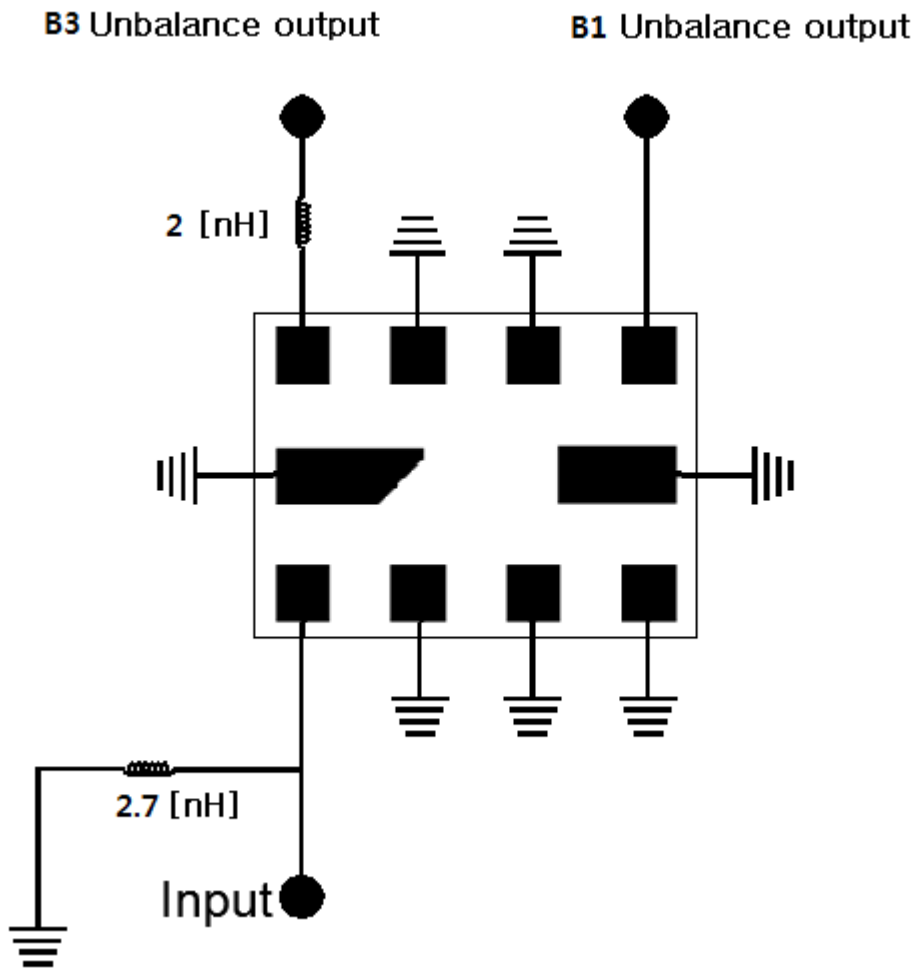 B3 Unbalance output
B1 Unbalance output
2 [nH]
2.7 [nH]
Input